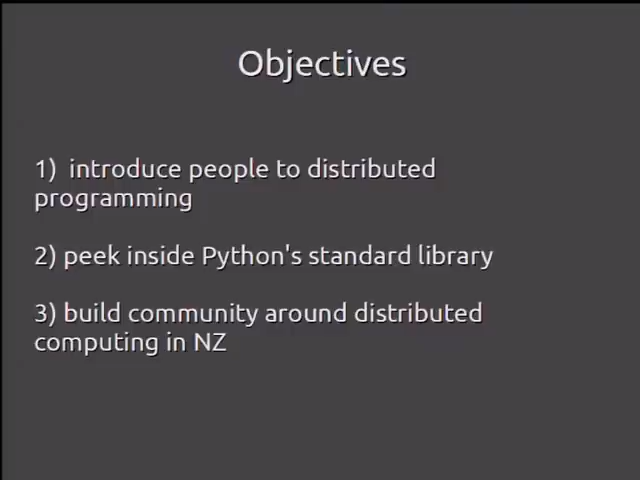 Objectives
1) introduce people to distributed
programming
2) peek inside Python's standard library
3) build community around distributed
computing in NZ